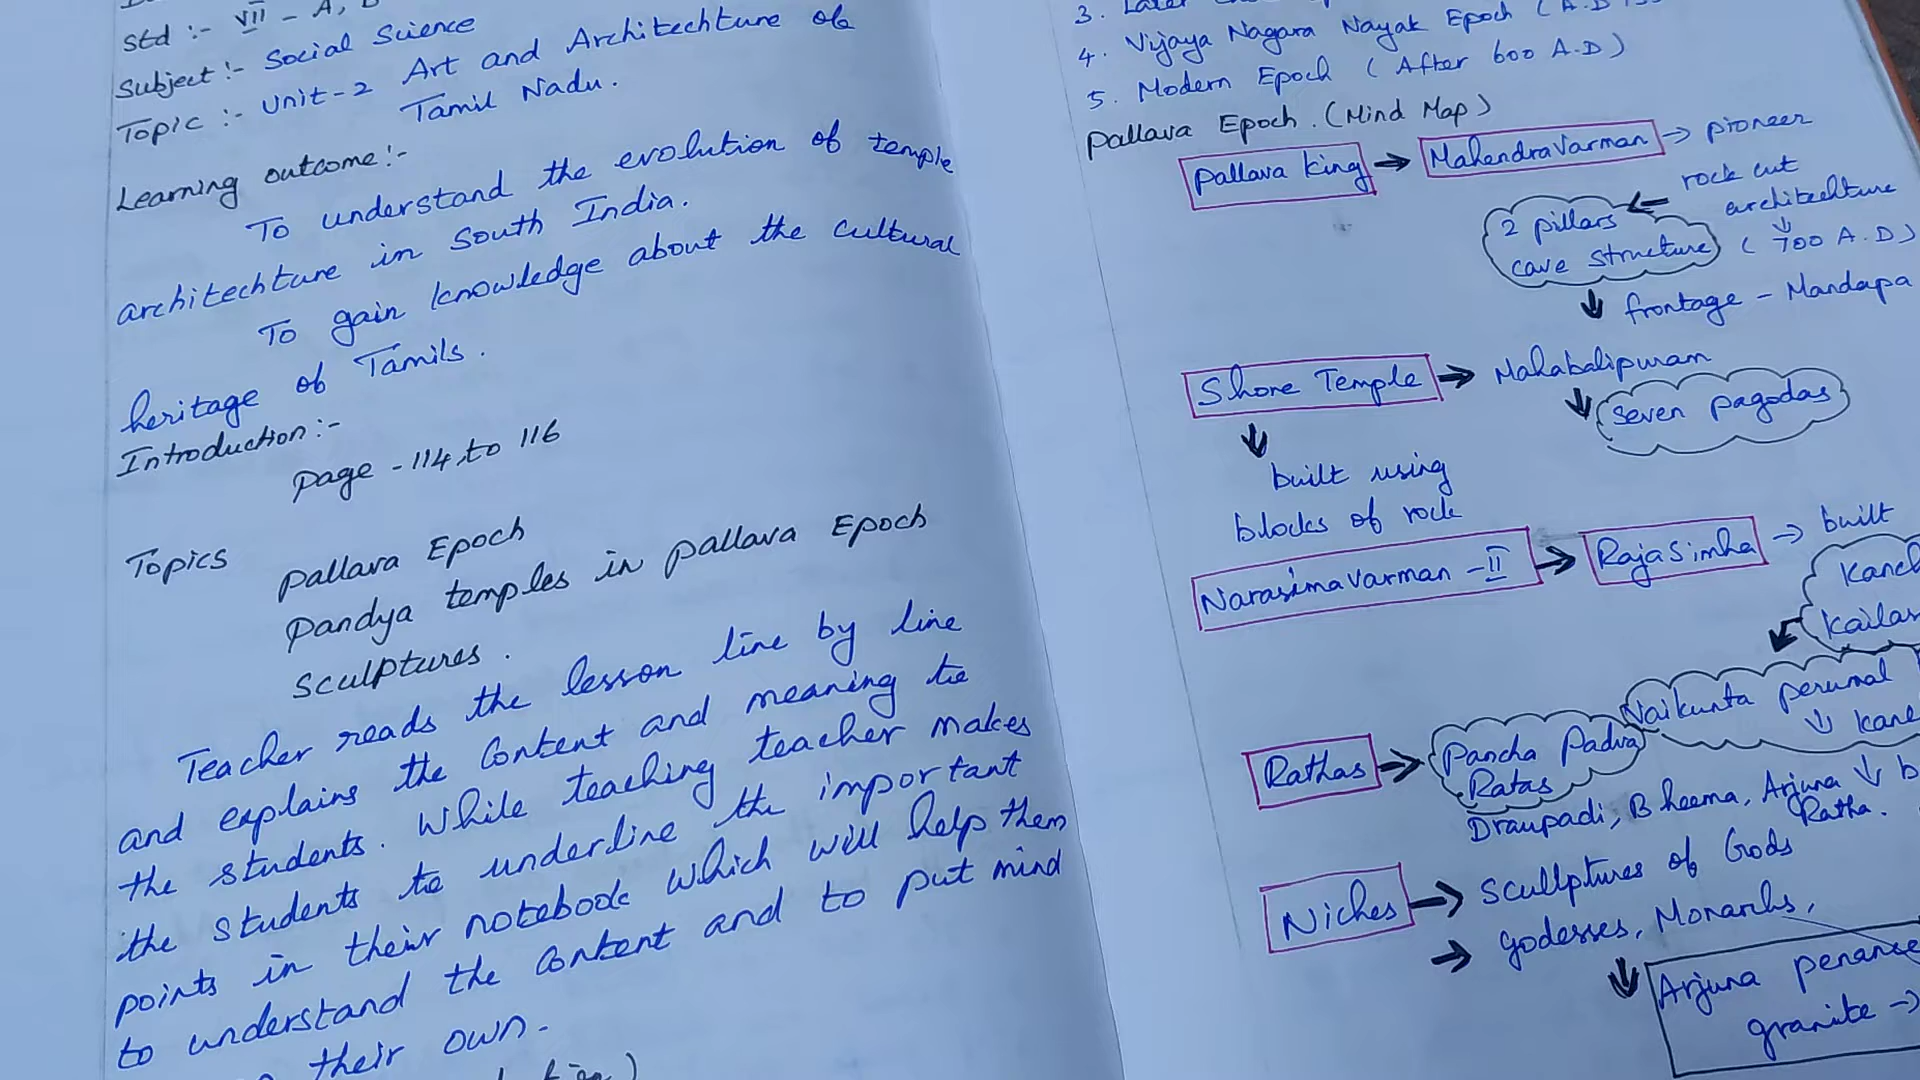 Std :- VII - A,
Subject :- Social Science
Topic :- Unit-2 Art and Architechture of
Tamil Nadu.
Learning outcome :-
To understand the evolution of temple
architechture in South India.
To gain knowledge about the cultural
heritage of Tamils.
Introduction :-
Page - 114 to 116
Topics Pallava Epoch
Pandya temples in Pallava Epoch
Sculptures.
Teacher reads the lesson line by line
and explains the content and meaning to
the students. While teaching teacher makes
the students to underline the important
points in their notebook which will help them
to understand the content and to put mind
their own.
3. Later
4. Vijaya Nagara Nayak Epoch (A.D
5. Modern Epoch (After 600 A.D)
Pallava Epoch. (Mind Map)
Pallava King → Mahendravarman → pioneer
rock cut
architechture
2 pillars
cave structure (700 A.D)
frontage - Mandapa
Shore Temple → Mahabalipuram
Seven pagodas
built using
blocks of rock
Narasimavarman - II → Rajasimha → built
Vaikunta perumal
Rathas → Pancha Padva
Ratas
Draupadi, Bheema, Arjuna
Ratha.
Niches → Scullptures of Gods
→ godesses, Monarchs,
Arjuna penanse
granite →